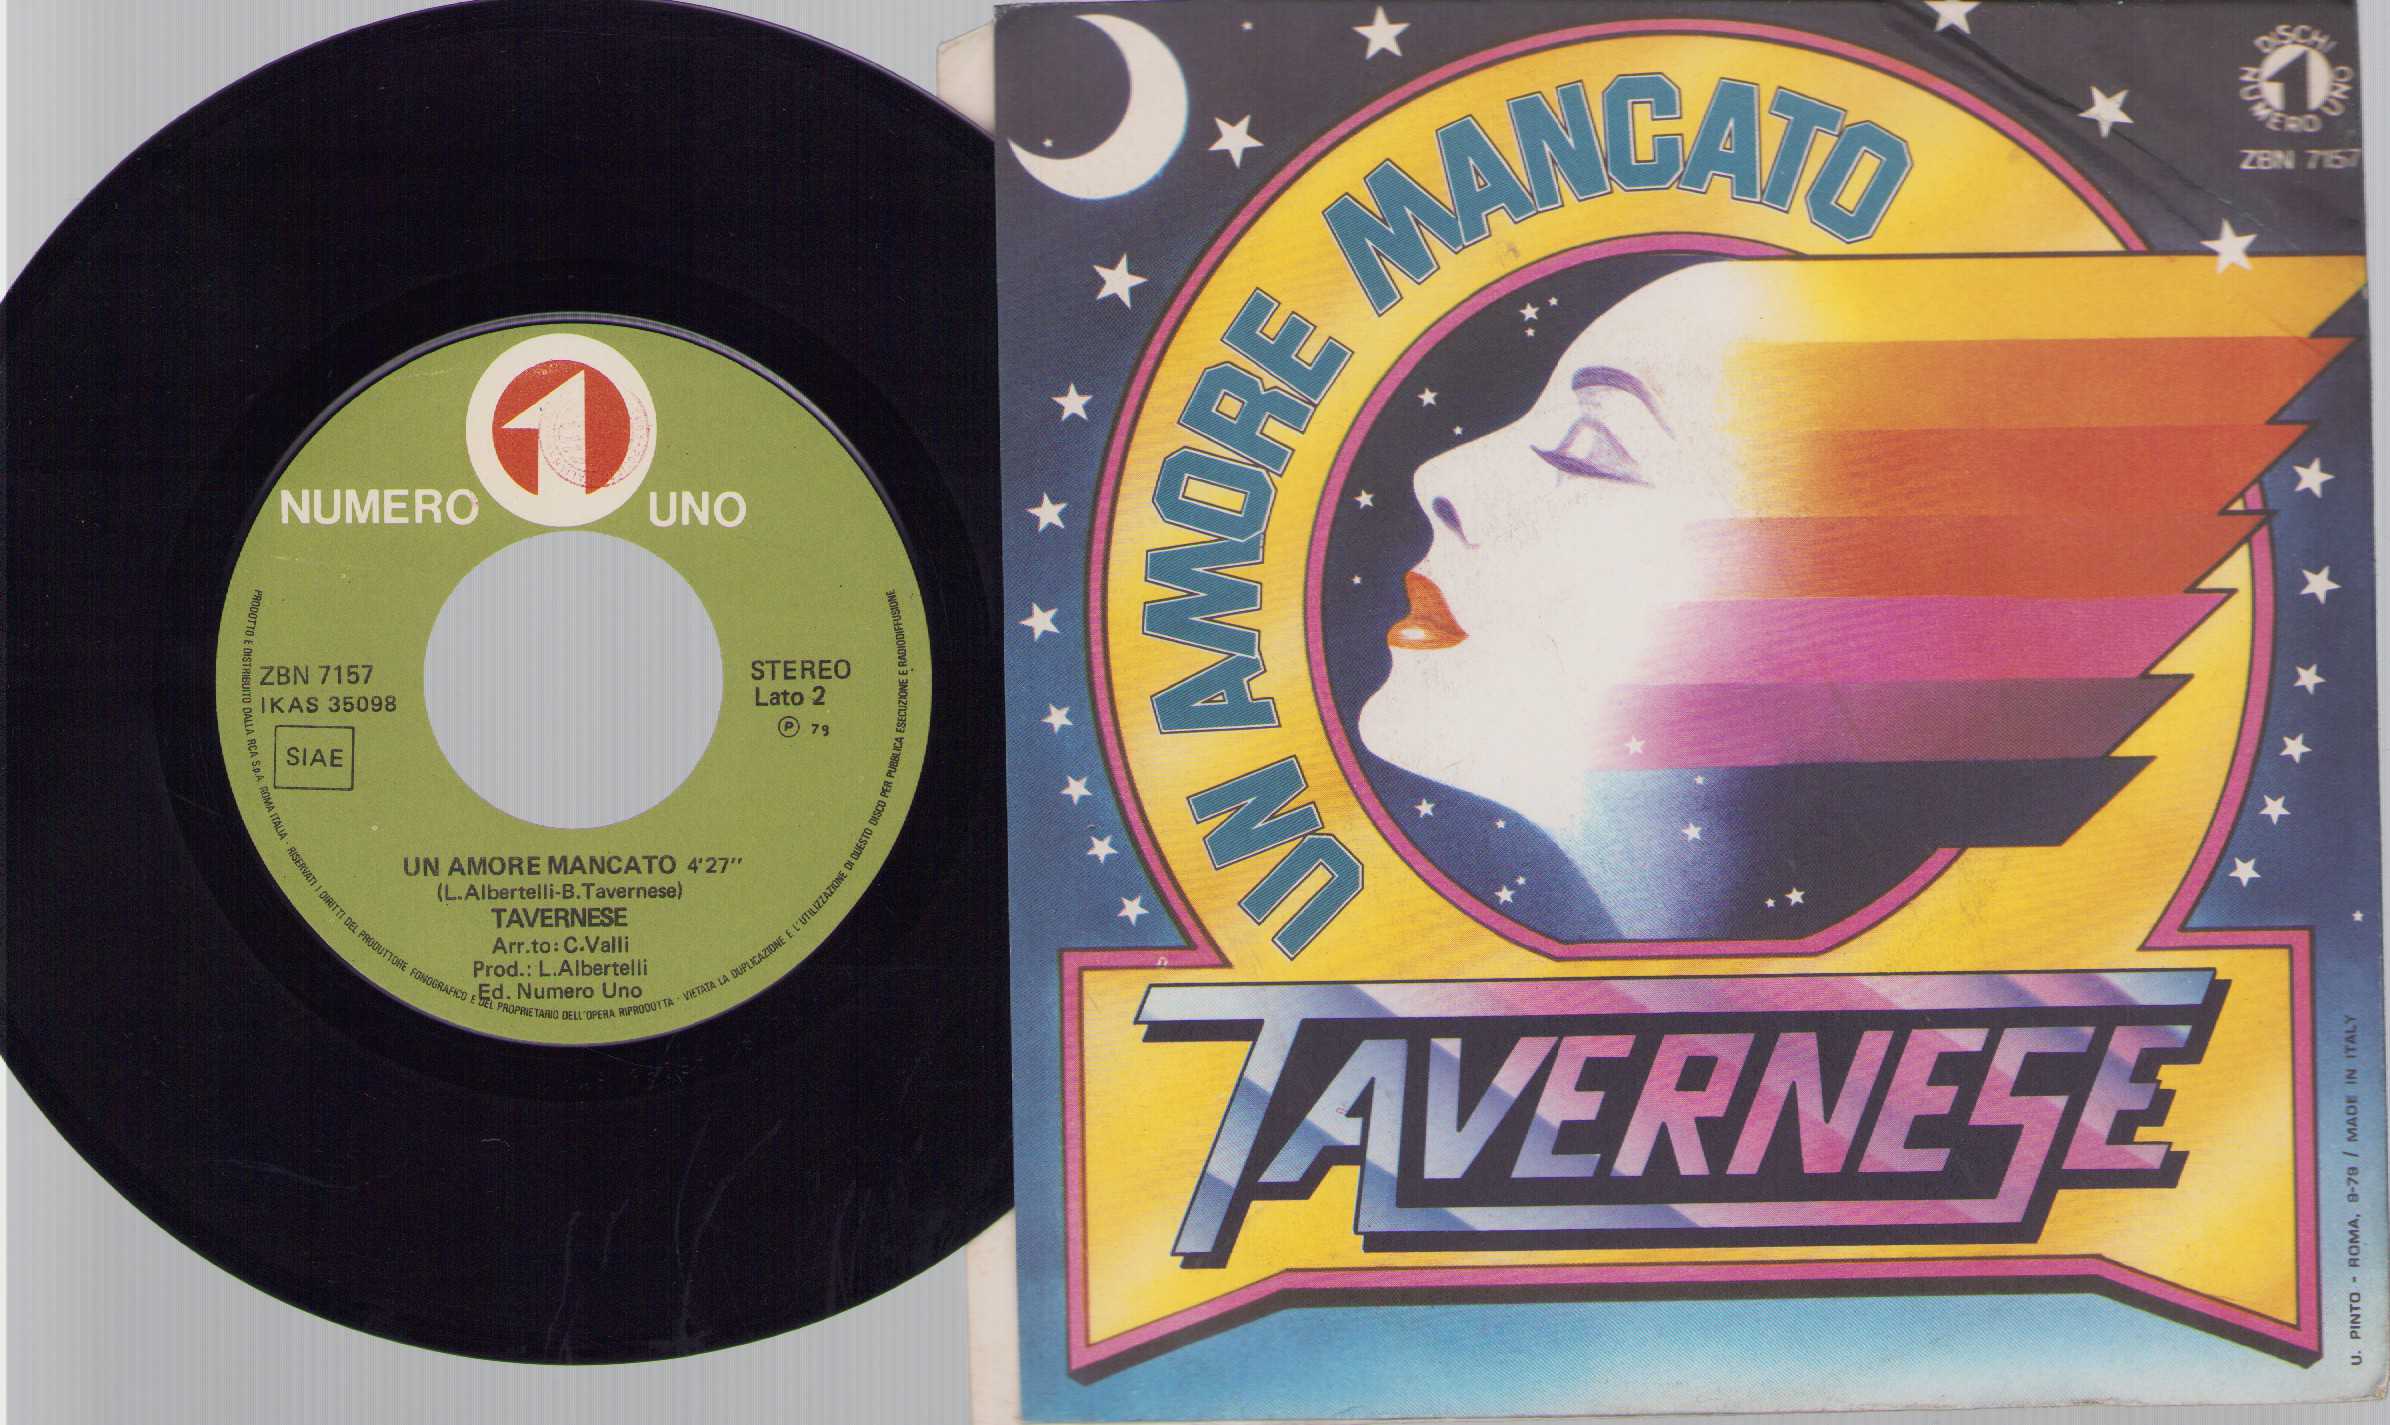 NUMERO 1 UNO
ZBN 7157
IKAS 35098
SIAE
STEREO
Lato 2
Ⓟ 79
UN AMORE MANCATO 4'27''
(L.Albertelli-B.Tavernese)
TAVERNESE
Arr.to: C.Valli
Prod.: L.Albertelli
Ed. Numero Uno
PRODOTTO E DISTRIBUITO DALLA RCA S.p.A. ROMA ITALIA - RISERVATI I DIRITTI DEL PRODUTTORE FONOGRAFICO E DEL PROPRIETARIO DELL'OPERA RIPRODOTTA - VIETATA LA DUPLICAZIONE E L'UTILIZZAZIONE DI QUESTO DISCO PER PUBBLICA ESECUZIONE E RADIODIFFUSIONE
DISCHI
1
NUMERO UNO
ZBN 7157
UN AMORE MANCATO
TAVERNESE
U. PINTO - ROMA, 9-79 / MADE IN ITALY